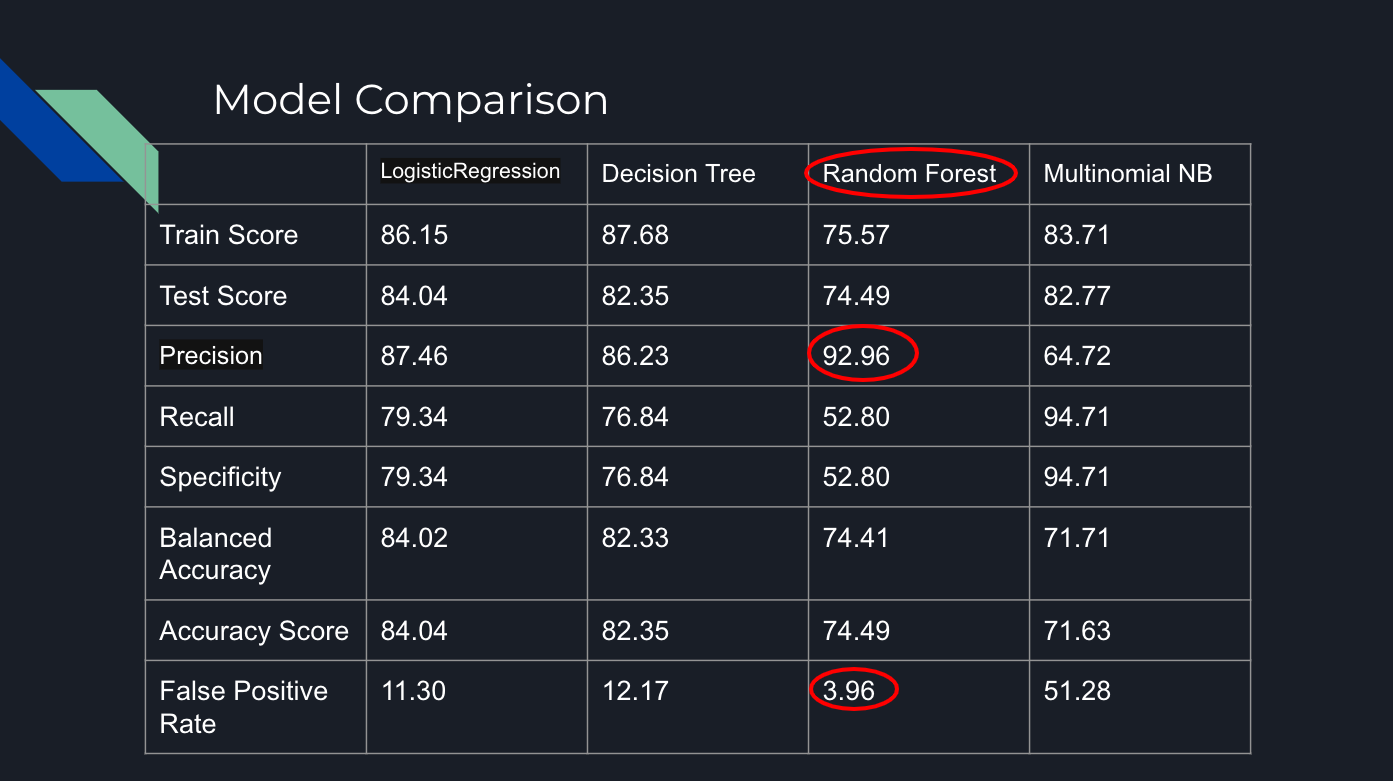 Model Comparison
LogisticRegression Decision Tree Random Forest Multinomial NB
Train Score 86.15 87.68 75.57 83.71
Test Score 84.04 82.35 74.49 82.77
Precision 87.46 86.23 92.96 64.72
Recall 79.34 76.84 52.80 94.71
Specificity 79.34 76.84 52.80 94.71
Balanced 84.02 82.33 74.41 71.71
Accuracy
Accuracy Score 84.04 82.35 74.49 71.63
False Positive 11.30 12.17 3.96 51.28
Rate